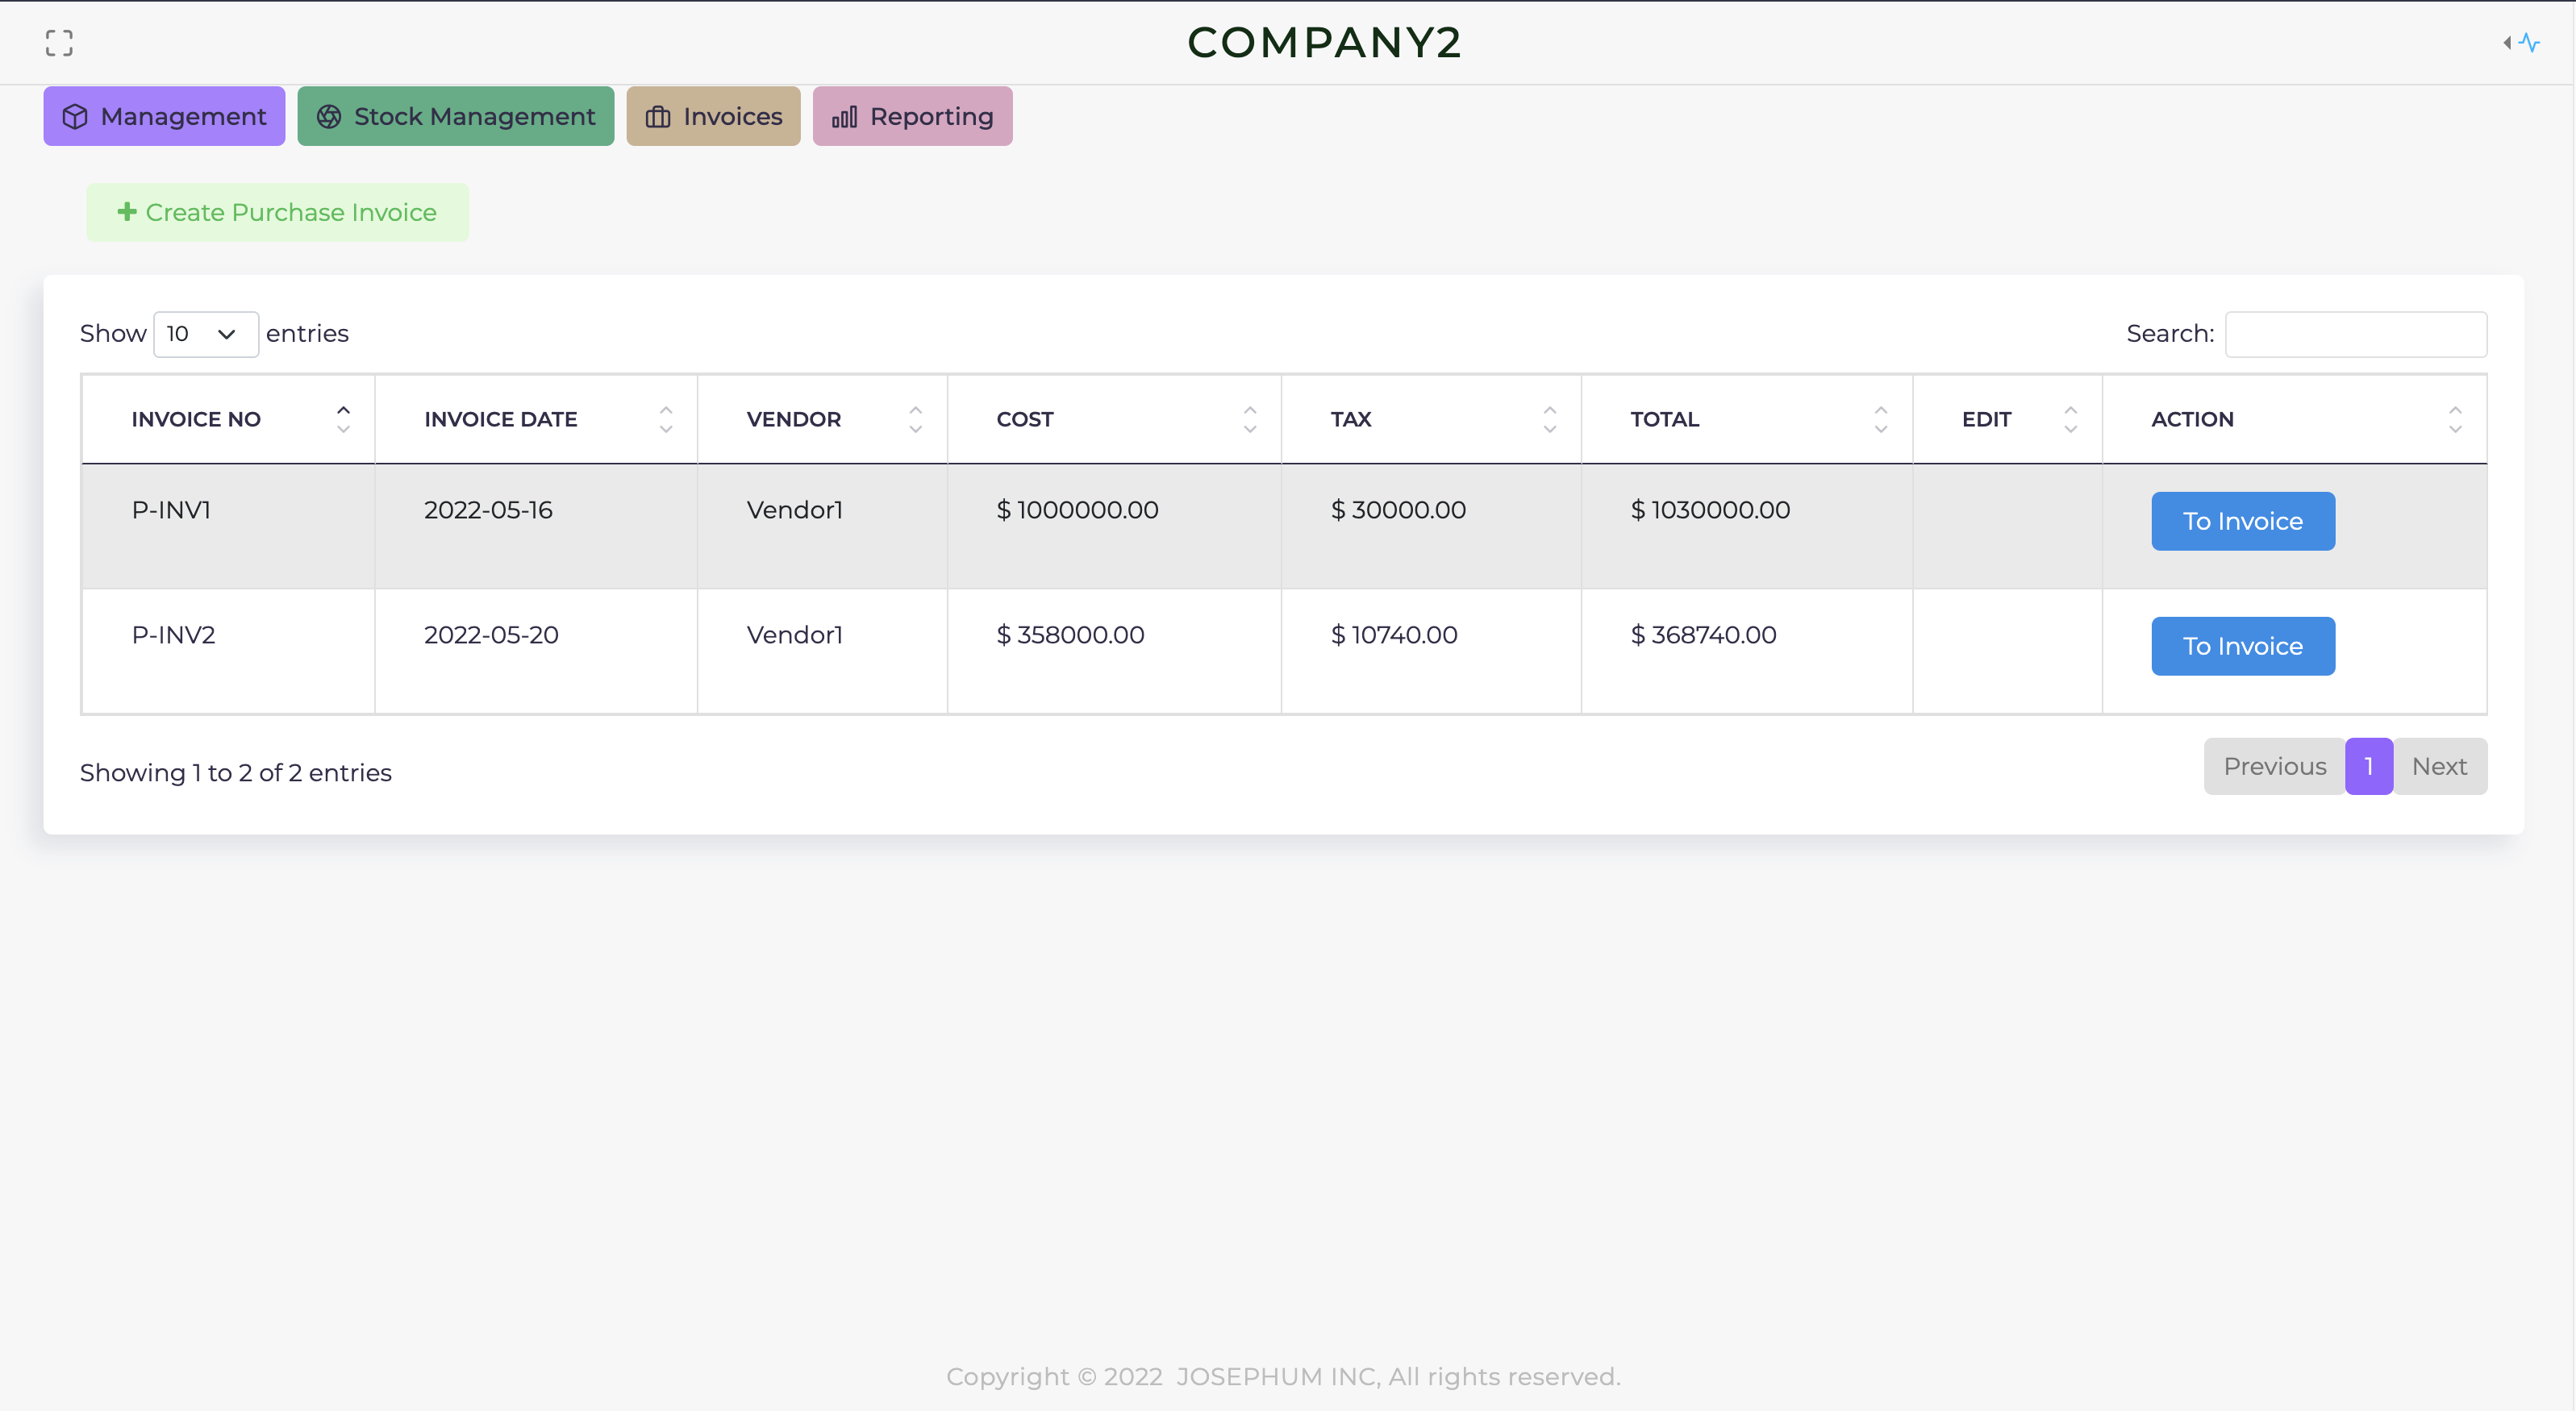 COMPANY2
Management Stock Management Invoices Reporting
Create Purchase Invoice
Show 10 entries Search:
INVOICE NO INVOICE DATE VENDOR COST TAX TOTAL EDIT ACTION
P-INV1 2022-05-16 Vendor1 $ 1000000.00 $ 30000.00 $ 1030000.00 To Invoice
P-INV2 2022-05-20 Vendor1 $ 358000.00 $ 10740.00 $ 368740.00 To Invoice
Showing 1 to 2 of 2 entries Previous 1 Next
Copyright © 2022 JOSEPHUM INC, All rights reserved.